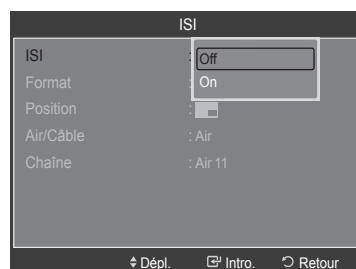 ISI
ISI : Off
Format : On
Position :
Air/Câble : Air
Chaîne : Air 11
Dépl. Intro. Retour